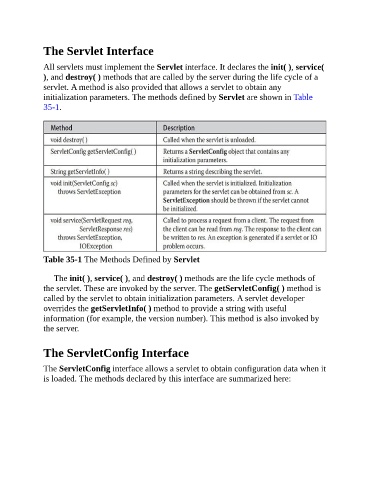 The Servlet Interface
All servlets must implement the Servlet interface. It declares the init( ), service(
), and destroy( ) methods that are called by the server during the life cycle of a
servlet. A method is also provided that allows a servlet to obtain any
initialization parameters. The methods defined by Servlet are shown in Table
35-1.
Method Description
void destroy( ) Called when the servlet is unloaded.
ServletConfig getServletConfig( ) Returns a ServletConfig object that contains any
initialization parameters.
String getServletInfo( ) Returns a string describing the servlet.
void init(ServletConfig sc) Called when the servlet is initialized. Initialization
throws ServletException parameters for the servlet can be obtained from sc. A
ServletException should be thrown if the servlet cannot
be initialized.
void service(ServletRequest req, Called to process a request from a client. The request from
ServletResponse res) the client can be read from req. The response to the client can
throws ServletException, be written to res. An exception is generated if a servlet or IO
IOException problem occurs.
Table 35-1 The Methods Defined by Servlet
The init( ), service( ), and destroy( ) methods are the life cycle methods of
the servlet. These are invoked by the server. The getServletConfig( ) method is
called by the servlet to obtain initialization parameters. A servlet developer
overrides the getServletInfo( ) method to provide a string with useful
information (for example, the version number). This method is also invoked by
the server.
The ServletConfig Interface
The ServletConfig interface allows a servlet to obtain configuration data when it
is loaded. The methods declared by this interface are summarized here: